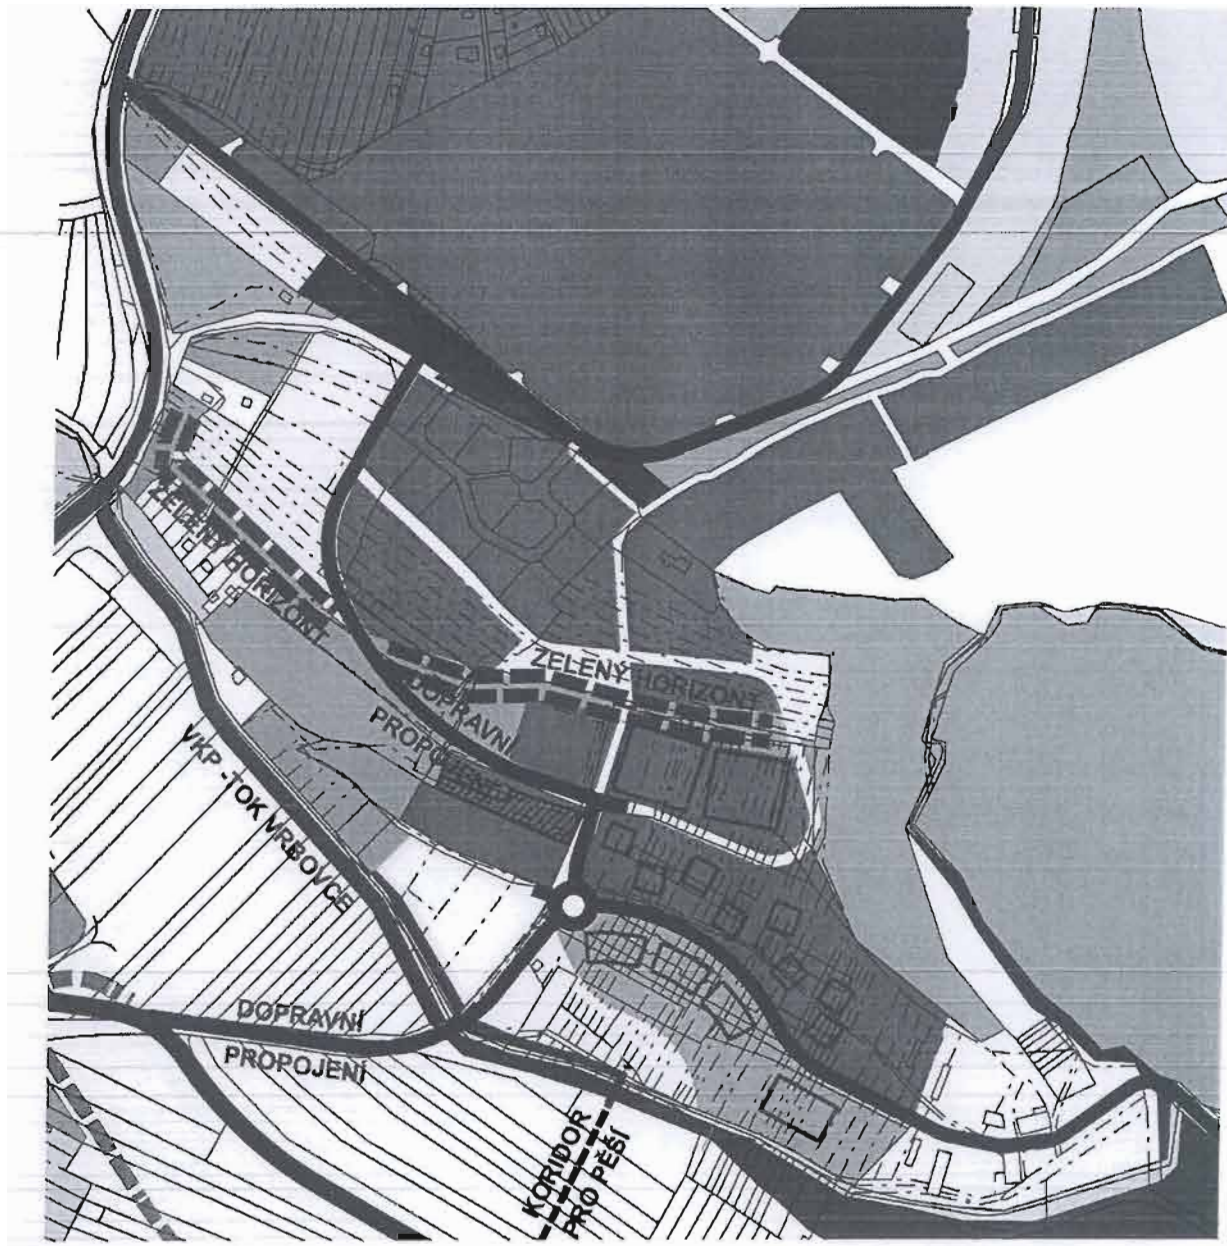 ZELENÝ HORIZONT
ZELENÝ HORIZONT
DOPRAVNÍ
PROPOJENÍ
VKP -TOK VRBOVCE
DOPRAVNÍ
PROPOJENÍ
KORIDOR
PRO PĚŠÍ